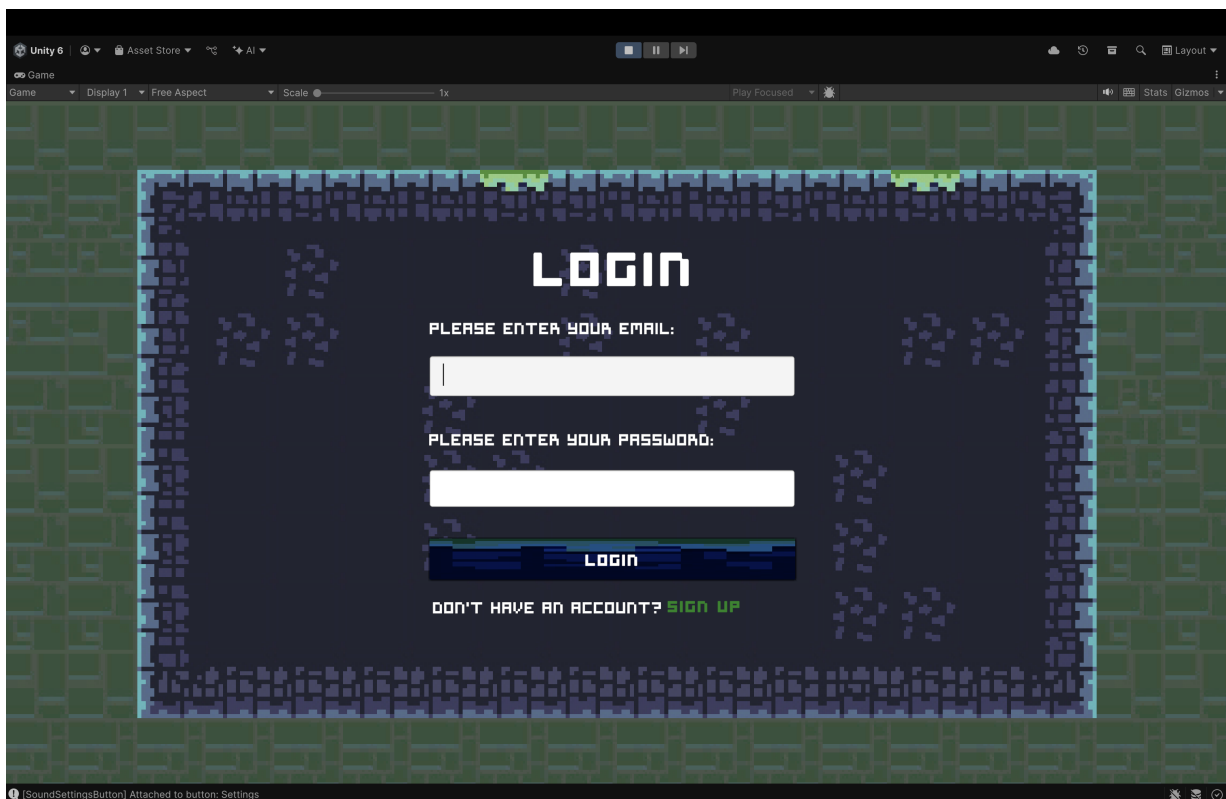 Unity 6 Asset Store AI Layout
Game
Game Display 1 Free Aspect Scale 1x Play Focused Stats Gizmos
LOGIN
PLEASE ENTER YOUR EMAIL:
PLEASE ENTER YOUR PASSWORD:
LOGIN
DON'T HAVE AN ACCOUNT? SIGN UP
[SoundSettingsButton] Attached to button: Settings